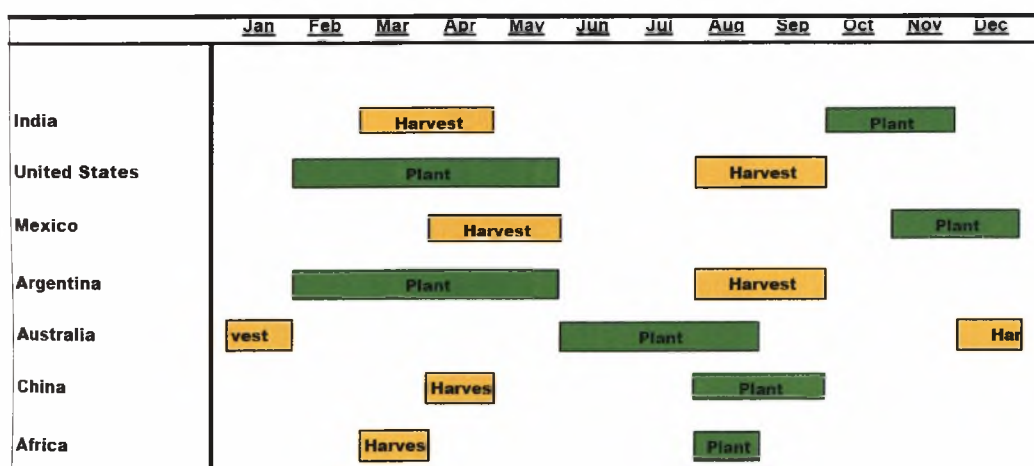 Jan Feb Mar Apr May Jun Jul Aug Sep Oct Nov Dec
India Harvest Plant
United States Plant Harvest
Mexico Harvest Plant
Argentina Plant Harvest
Australia vest Plant Har
China Harves Plant
Africa Harves Plant